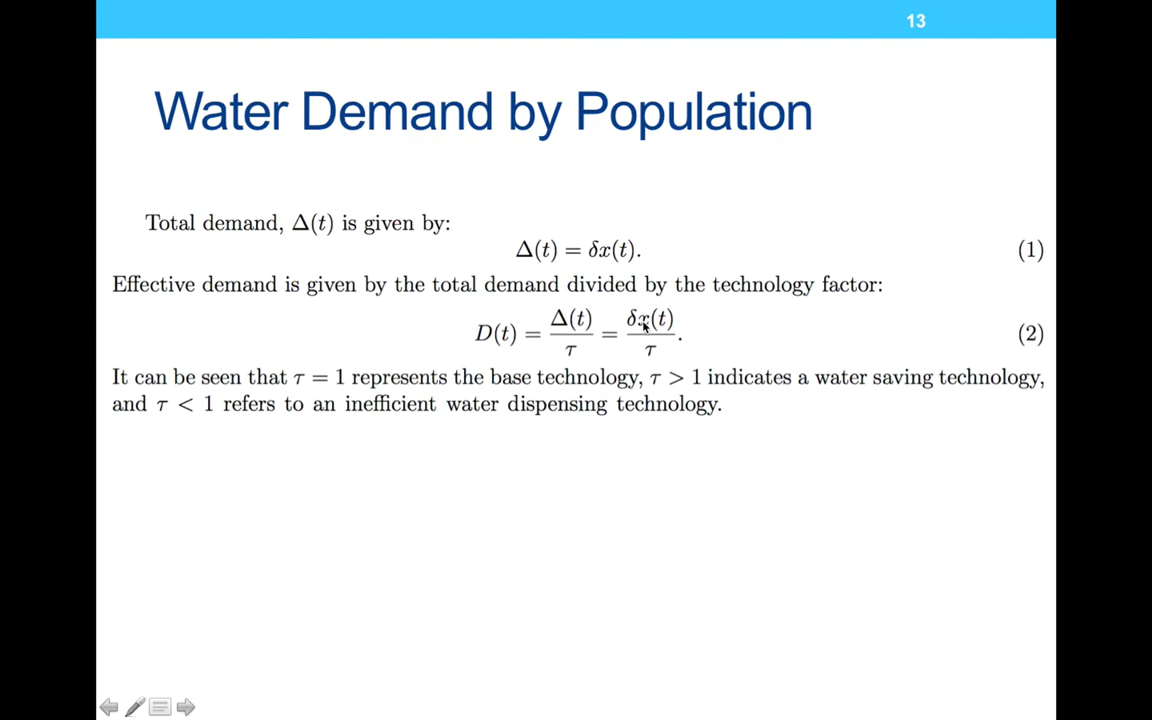 13
Water Demand by Population
Total demand, Δ(t) is given by:
Δ(t) = δx(t). (1)
Effective demand is given by the total demand divided by the technology factor:
D(t) = Δ(t)/τ = δx(t)/τ. (2)
It can be seen that τ = 1 represents the base technology, τ > 1 indicates a water saving technology,
and τ < 1 refers to an inefficient water dispensing technology.